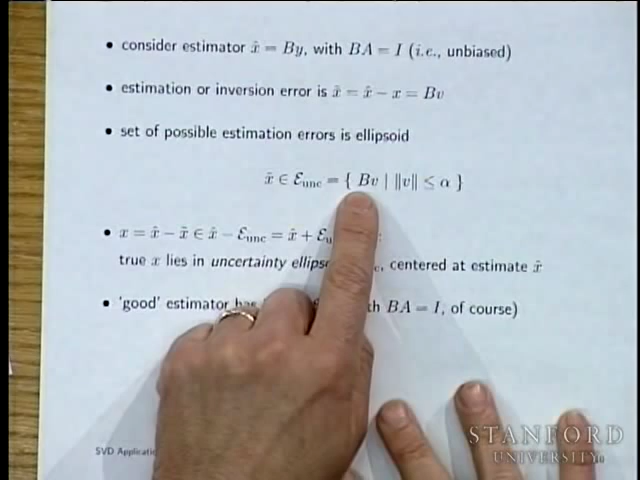 • consider estimator x̂ = By, with BA = I (i.e., unbiased)
• estimation or inversion error is x̃ = x̂ − x = Bv
• set of possible estimation errors is ellipsoid
x̃ ∈ ℰunc = { Bv | ‖v‖ ≤ α }
• x = x̂ − x̃ ∈ x̂ − ℰunc = x̂ + ℰu :
true x lies in uncertainty ellips c, centered at estimate x̂
• 'good' estimator has th BA = I, of course)
SVD Applicatio
STANFORD
UNIVERSITY